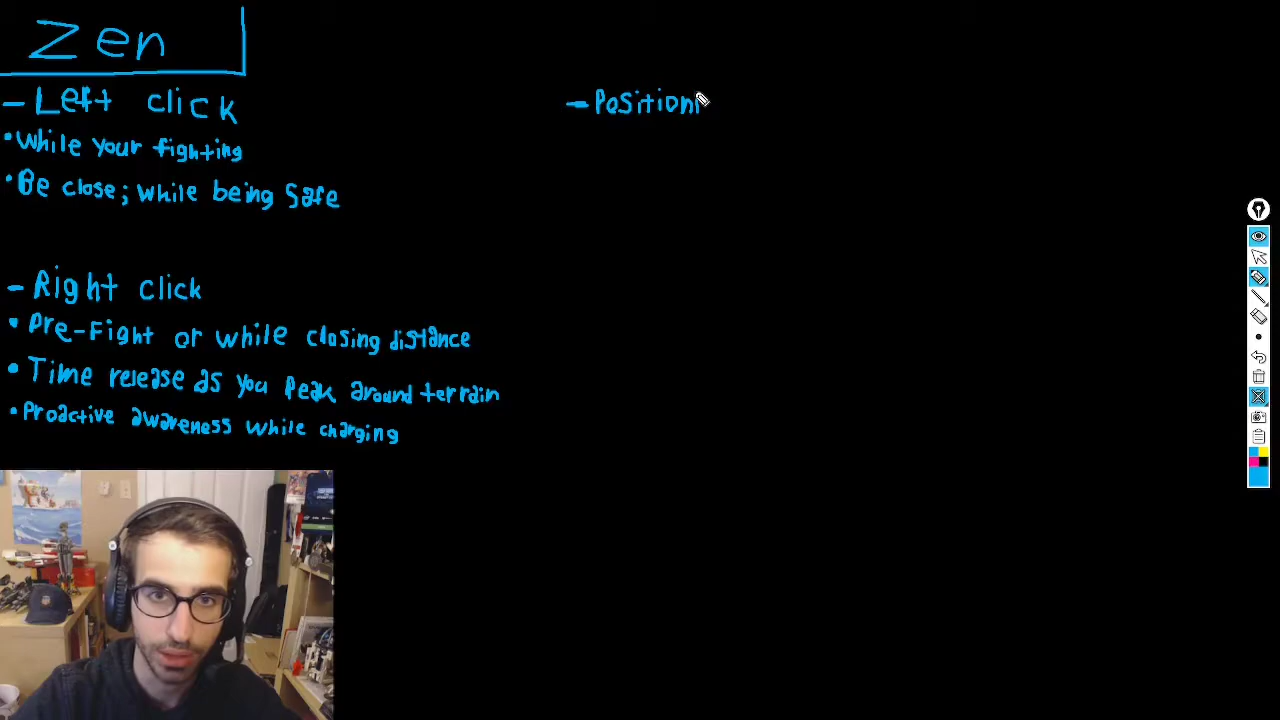 Zen
- Left click
• While your fighting
• Be close; while being safe
- Right click
• Pre-Fight or while closing distance
• Time release as you peak around terrain
• Proactive awareness while charging
- Position